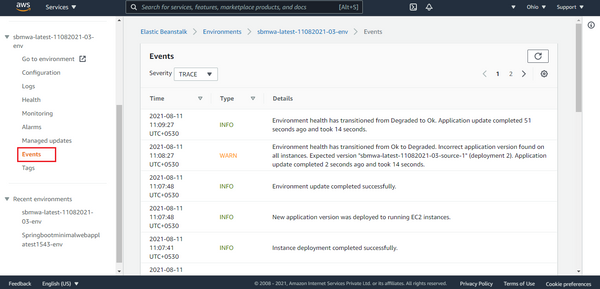 aws
Services
Search for services, features, marketplace products, and docs
[Alt+S]
Ohio
Support
sbmwa-latest-11082021-03-
env
Go to environment
Configuration
Logs
Health
Monitoring
Alarms
Managed updates
Events
Tags
Recent environments
sbmwa-latest-11082021-
03-env
Springbootminimalwebapp
latest1543-env
Elastic Beanstalk > Environments > sbmwa-latest-11082021-03-env > Events
Events
Severity TRACE
1 2
Time Type Details
2021-08-11
11:09:27
UTC+0530
INFO
Environment health has transitioned from Degraded to Ok. Application update completed 51
seconds ago and took 14 seconds.
2021-08-11
11:08:27
UTC+0530
WARN
Environment health has transitioned from Ok to Degraded. Incorrect application version found on
all instances. Expected version "sbmwa-latest-11082021-03-source-1" (deployment 2). Application
update completed 2 seconds ago and took 14 seconds.
2021-08-11
11:07:48
UTC+0530
INFO
Environment update completed successfully.
2021-08-11
11:07:48
UTC+0530
INFO
New application version was deployed to running EC2 instances.
2021-08-11
11:07:41
UTC+0530
INFO
Instance deployment completed successfully.
2021-08-11
Feedback
English (US)
© 2008 - 2021, Amazon Internet Services Private Ltd. or its affiliates. All rights reserved.
Privacy Policy
Terms of Use
Cookie preferences